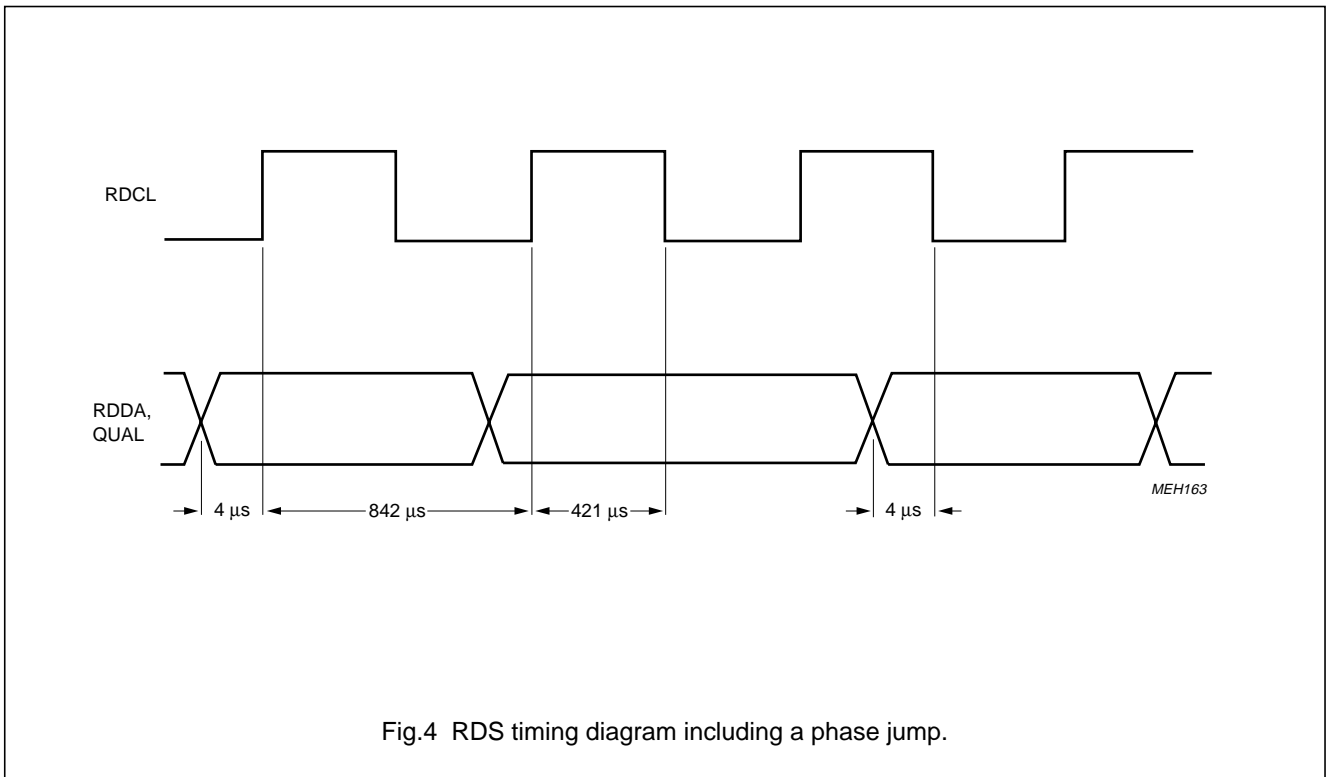 RDCL
RDDA,
QUAL
MEH163
4 μs
842 μs
421 μs
4 μs
Fig.4 RDS timing diagram including a phase jump.